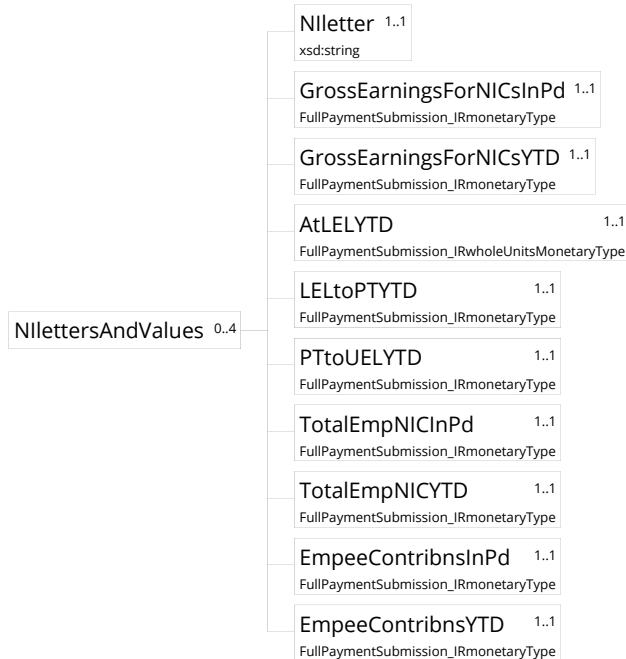 NIletter 1..1
xsd:string
GrossEarningsForNICsInPd 1..1
FullPaymentSubmission_IRmonetaryType
GrossEarningsForNICsYTD 1..1
FullPaymentSubmission_IRmonetaryType
AtLELYTD 1..1
FullPaymentSubmission_IRwholeUnitsMonetaryType
LELtoPTYTD 1..1
FullPaymentSubmission_IRmonetaryType
NIlettersAndValues 0..4
PTtoUELYTD 1..1
FullPaymentSubmission_IRmonetaryType
TotalEmpNICInPd 1..1
FullPaymentSubmission_IRmonetaryType
TotalEmpNICYTD 1..1
FullPaymentSubmission_IRmonetaryType
EmpeeContribnsInPd 1..1
FullPaymentSubmission_IRmonetaryType
EmpeeContribnsYTD 1..1
FullPaymentSubmission_IRmonetaryType